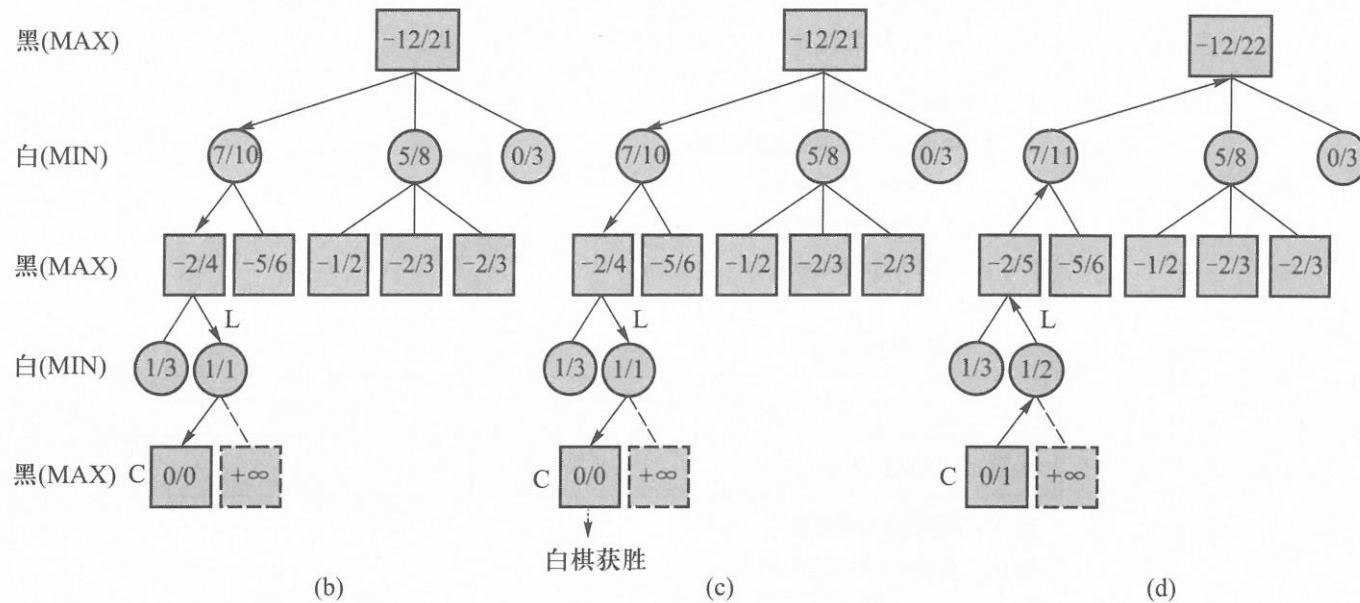 黑(MAX) −12/21 −12/21 −12/22
白(MIN) 7/10 5/8 0/3 7/10 5/8 0/3 7/11 5/8 0/3
黑(MAX) −2/4 −5/6 −1/2 −2/3 −2/3 −2/4 −5/6 −1/2 −2/3 −2/3 −2/5 −5/6 −1/2 −2/3 −2/3
L L L
白(MIN) 1/3 1/1 1/3 1/1 1/3 1/2
黑(MAX) C 0/0 +∞ C 0/0 +∞ C 0/1 +∞
白棋获胜
(b) (c) (d)